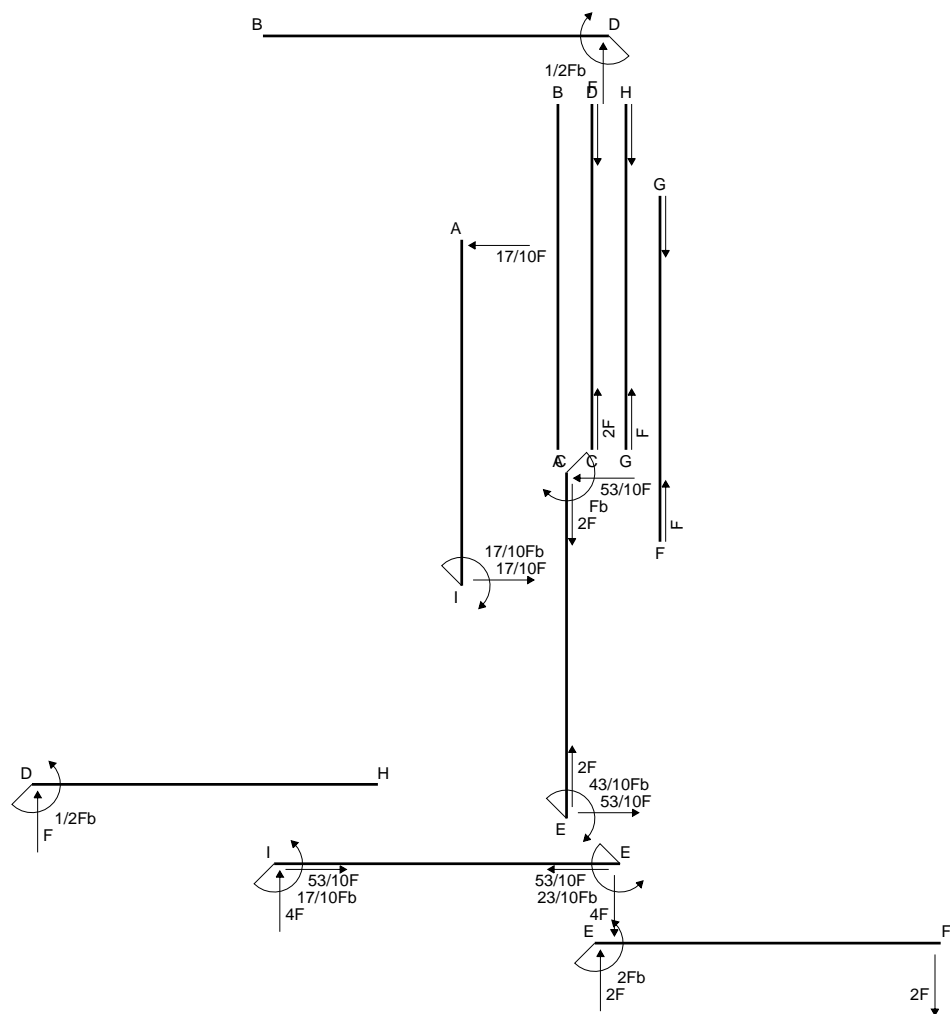 B
D
1/2Fb
F
B
D
H
G
A
17/10F
2F
F
A
C
C
G
53/10F
Fb
2F
F
F
17/10Fb
17/10F
I
2F
43/10Fb
53/10F
E
D
H
1/2Fb
F
I
E
53/10F
53/10F
17/10Fb
23/10Fb
4F
4F
E
F
2Fb
2F
2F